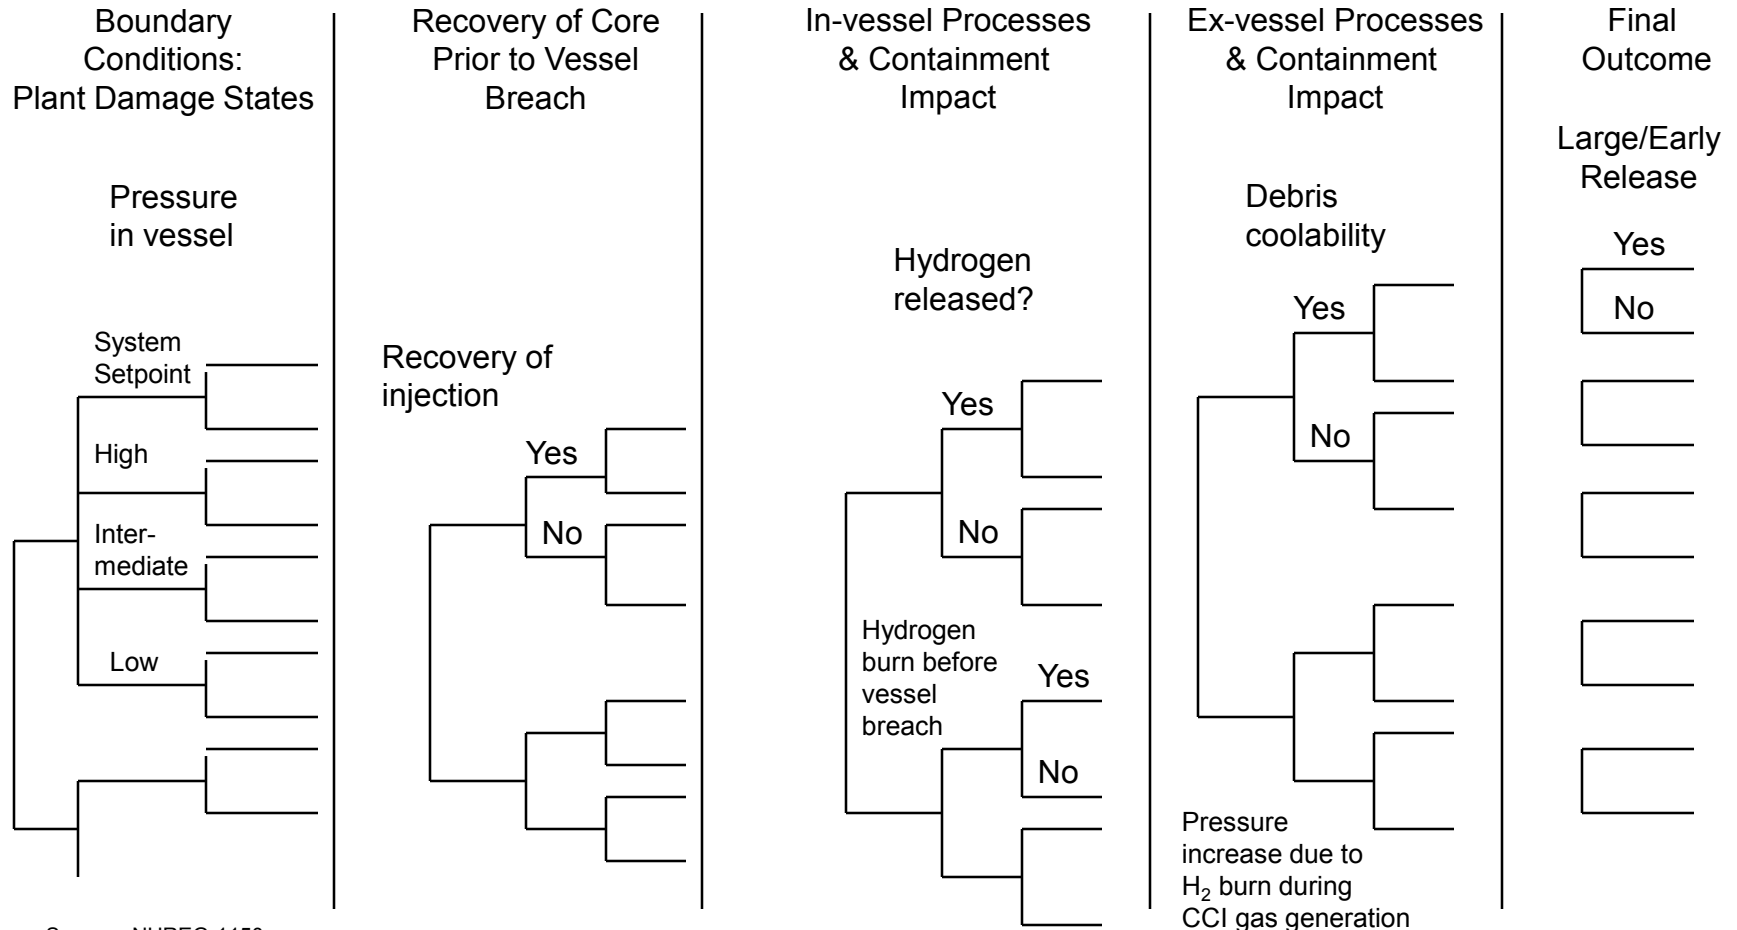 Boundary
Conditions:
Plant Damage States
Pressure
in vessel
System
Setpoint
High
Inter-
mediate
Low
Recovery of Core
Prior to Vessel
Breach
Recovery of
injection
Yes
No
In-vessel Processes
& Containment
Impact
Hydrogen
released?
Yes
No
Hydrogen
burn before
vessel
breach
Yes
No
Ex-vessel Processes
& Containment
Impact
Debris
coolability
Yes
No
Pressure
increase due to
H₂ burn during
CCI gas generation
Final
Outcome
Large/Early
Release
Yes
No